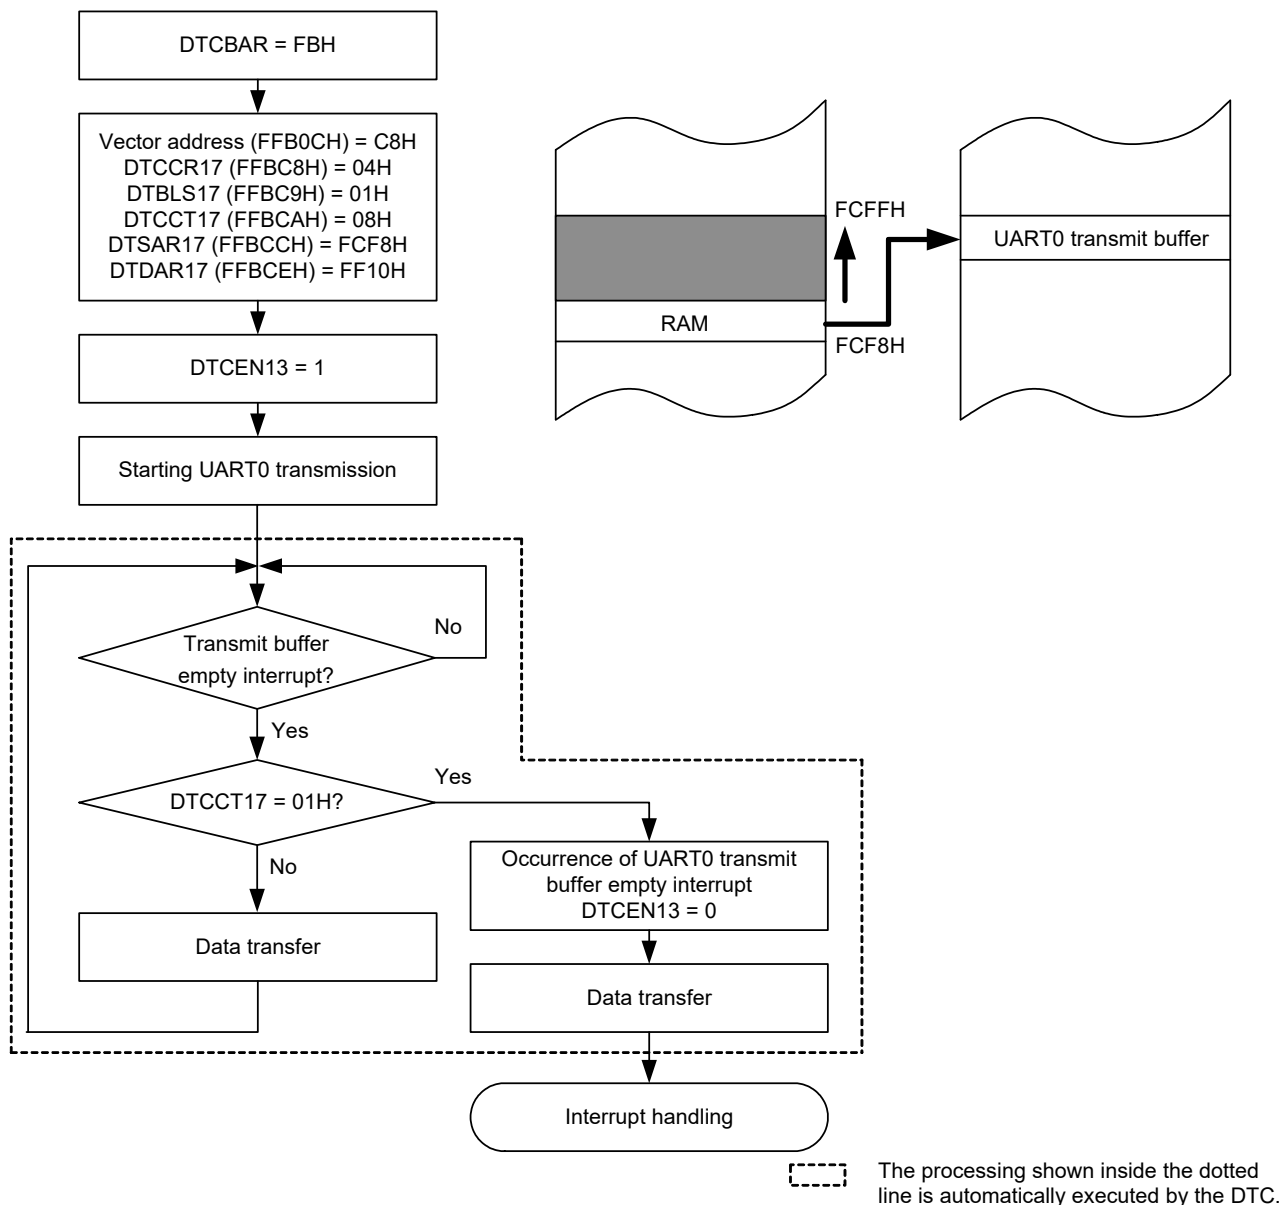 DTCBAR = FBH
Vector address (FFB0CH) = C8H
DTCCR17 (FFBC8H) = 04H
DTBLS17 (FFBC9H) = 01H
DTCCT17 (FFBCAH) = 08H
DTSAR17 (FFBCCH) = FCF8H
DTDAR17 (FFBCEH) = FF10H
DTCEN13 = 1
Starting UART0 transmission
FCFFH
UART0 transmit buffer
RAM
FCF8H
Transmit buffer
empty interrupt?
No
Yes
DTCCT17 = 01H?
Yes
No
Data transfer
Occurrence of UART0 transmit
buffer empty interrupt
DTCEN13 = 0
Data transfer
Interrupt handling
The processing shown inside the dotted
line is automatically executed by the DTC.